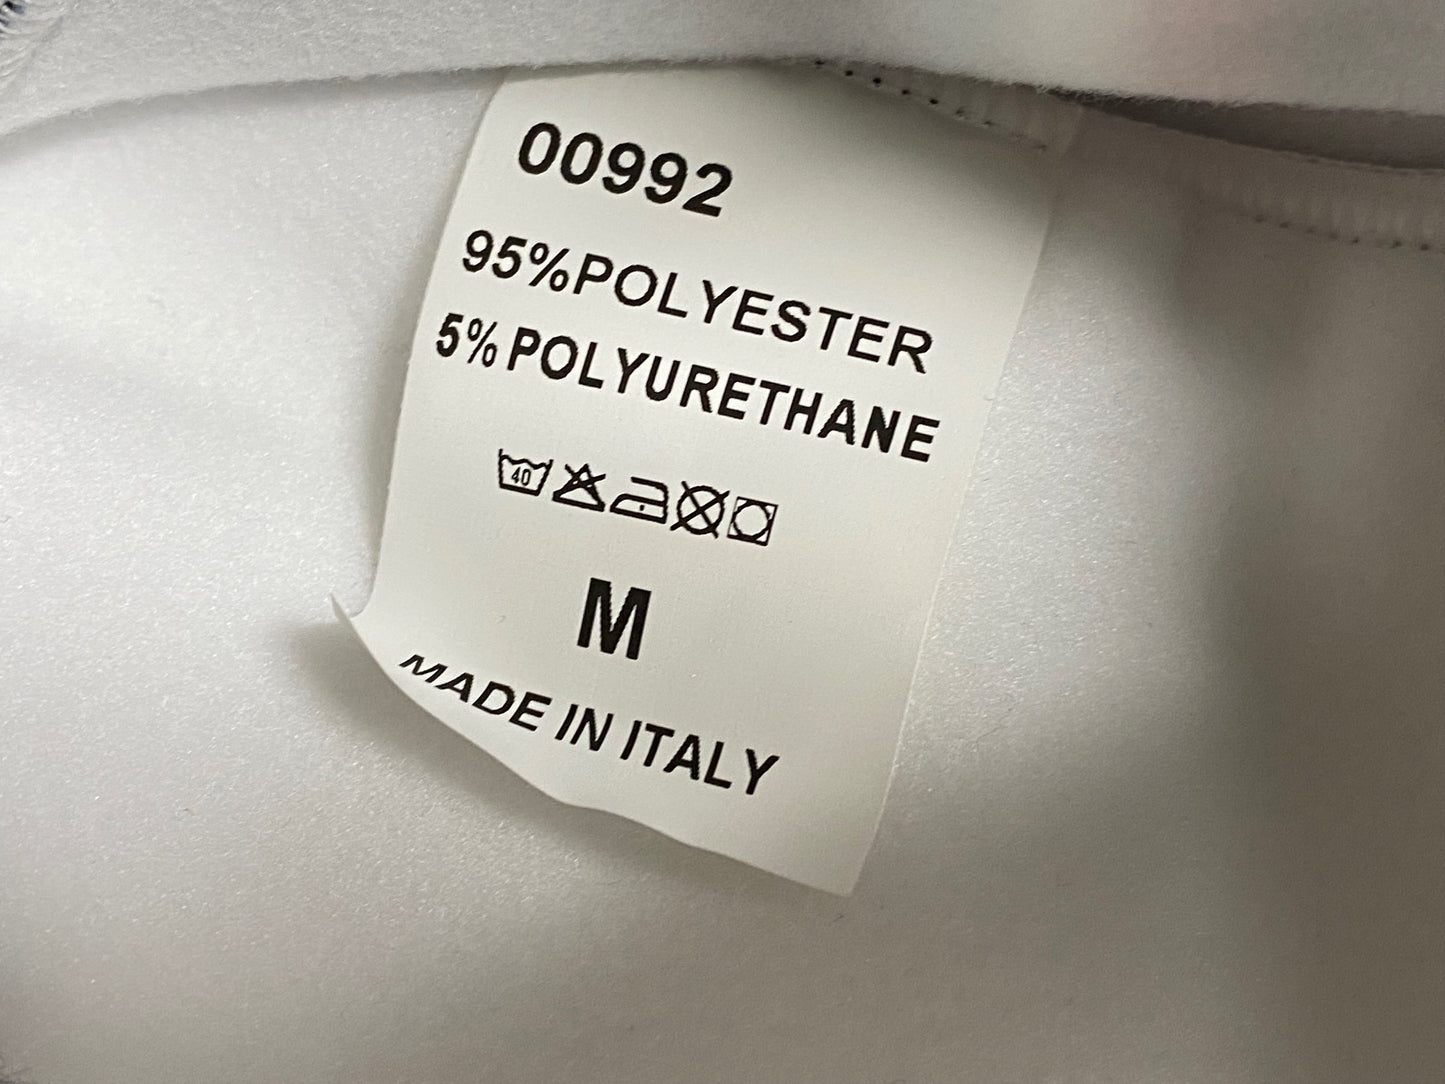 00992
95%POLYESTER
5% POLYURETHANE
40
M
MADE IN ITALY